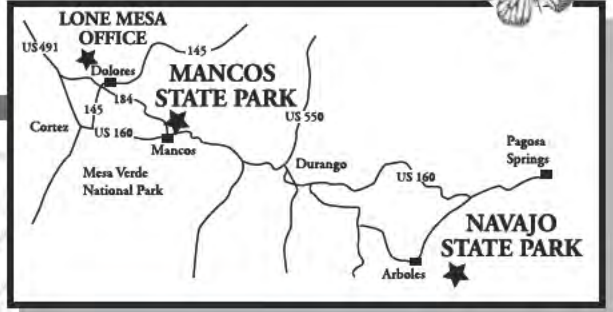 LONE MESA
OFFICE
US 491
145
Dolores
MANCOS
STATE PARK
184
145
US 550
Cortez
US 160
Mancos
Durango
Pagosa
Springs
Mesa Verde
National Park
US 160
NAVAJO
STATE PARK
Arboles